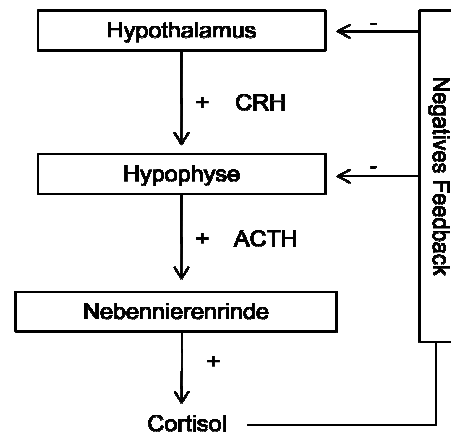 Hypothalamus
-
+ CRH
Negatives Feedback
Hypophyse
-
+ ACTH
Nebennierenrinde
+
Cortisol